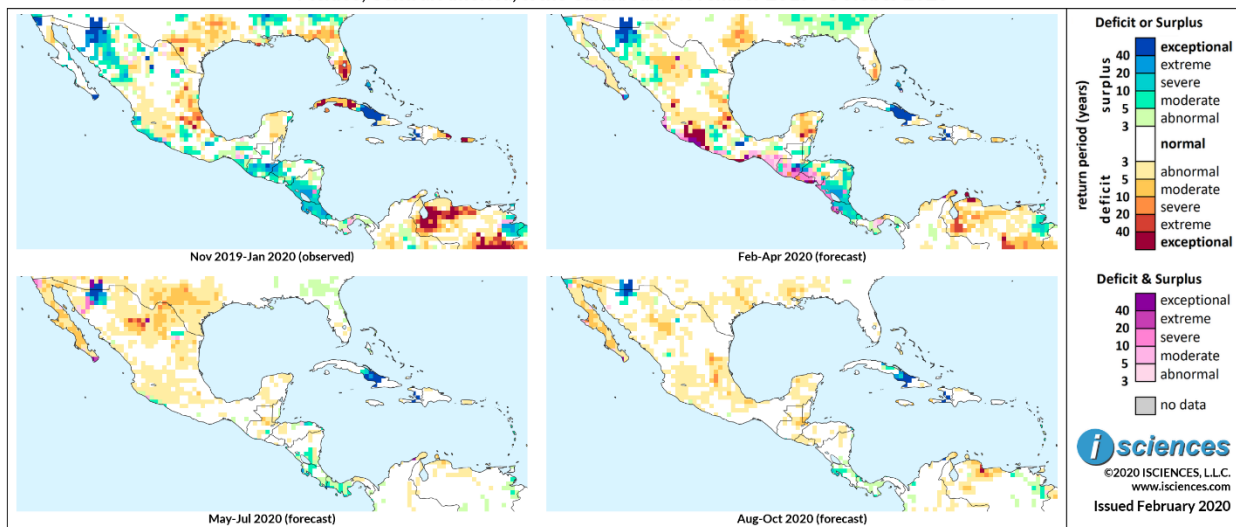 Nov 2019-Jan 2020 (observed)
Feb-Apr 2020 (forecast)
May-Jul 2020 (forecast)
Aug-Oct 2020 (forecast)
Deficit or Surplus
return period (years)
deficit
surplus
40
20
10
5
3
3
5
10
20
40
exceptional
extreme
severe
moderate
abnormal
normal
abnormal
moderate
severe
extreme
exceptional
Deficit & Surplus
40
20
10
5
3
exceptional
extreme
severe
moderate
abnormal
no data
i sciences
©2020 ISCIENCES, L.L.C.
www.isciences.com
Issued February 2020